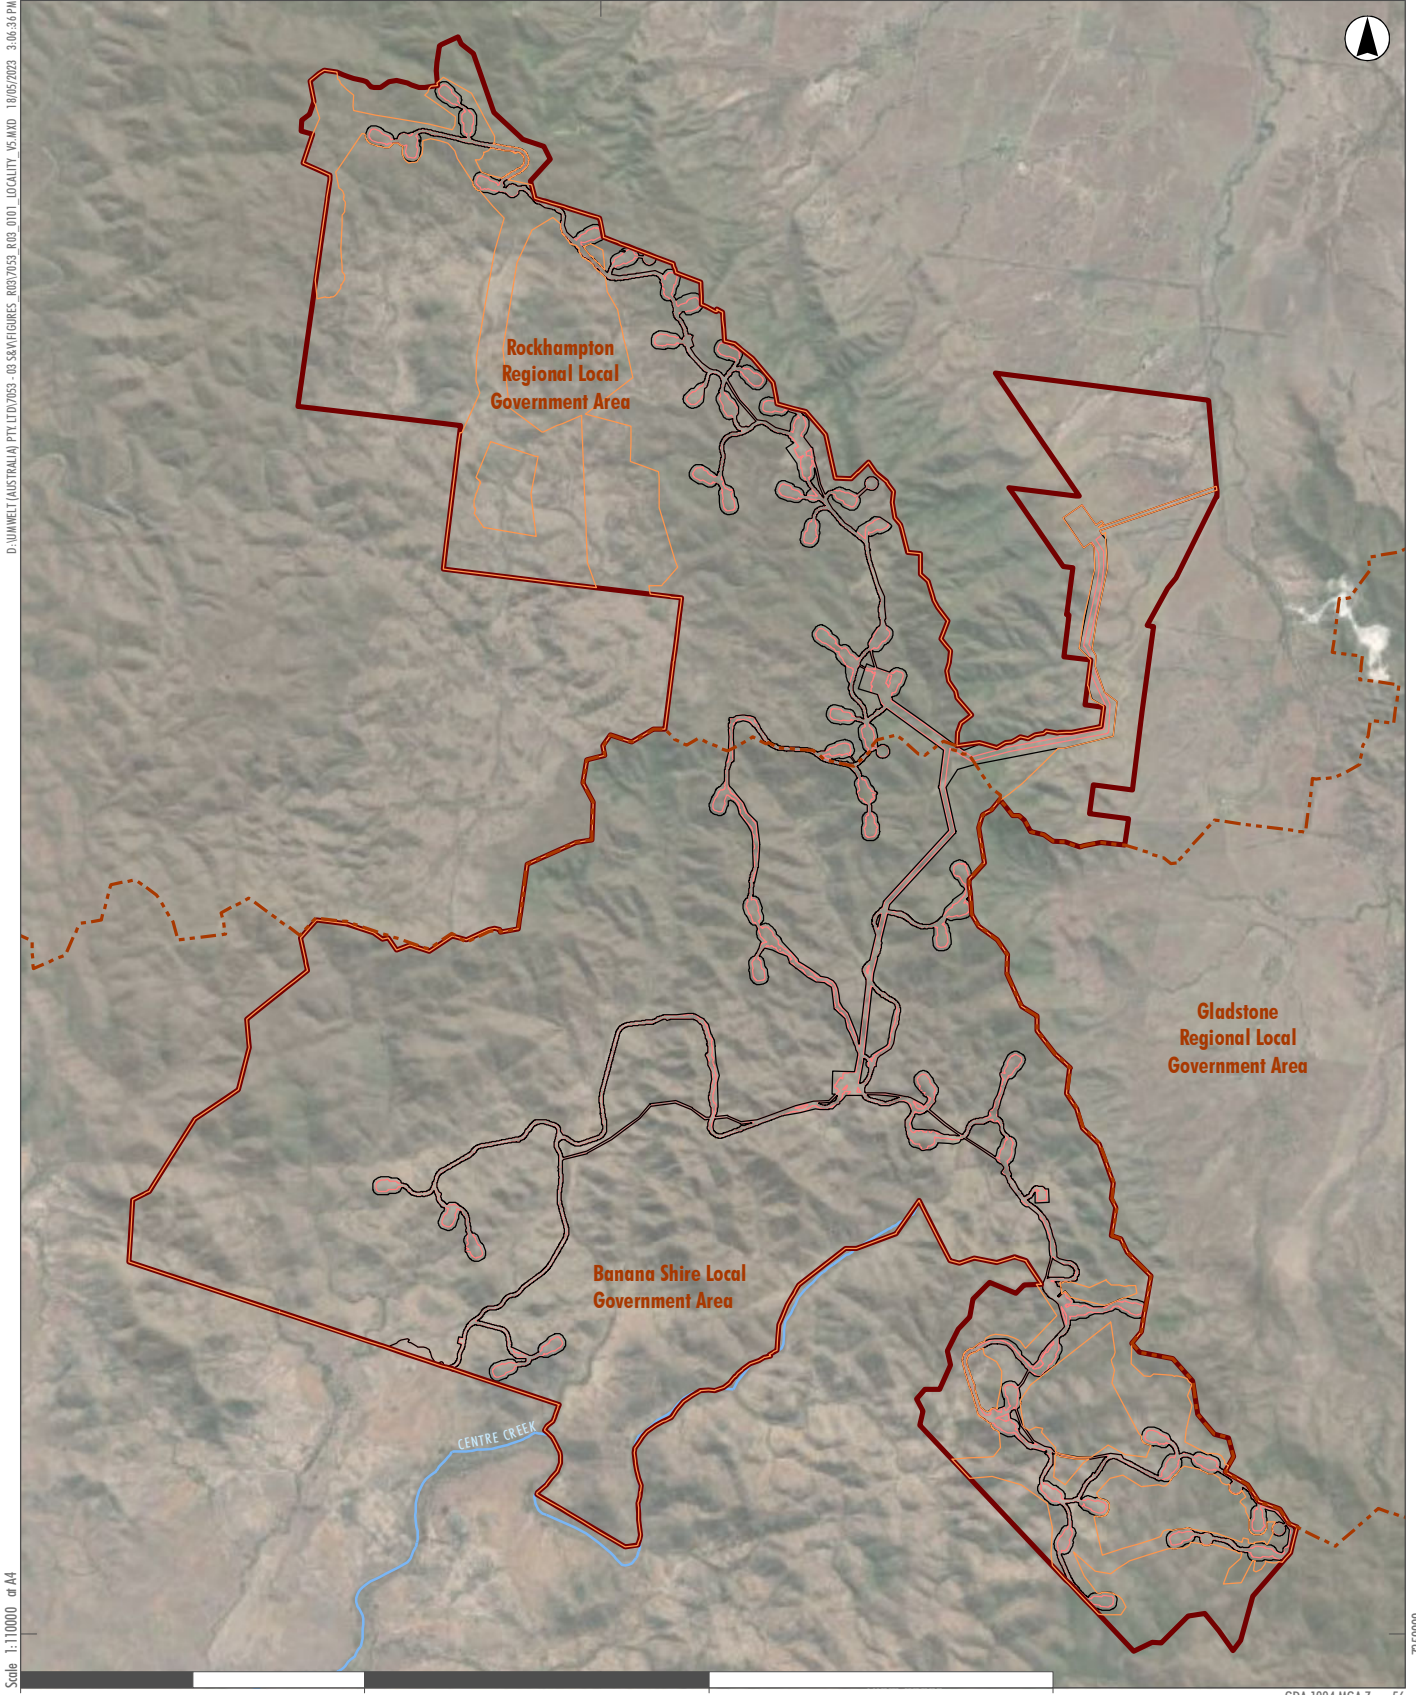 D:\UMWELT (AUSTRALIA) PTY. LTD\7053 - 03 S&V\FIGURES_R03\7053_R03_0101_LOCALITY_V5.MXD 18/05/2023 3:06:36 PM
Rockhampton
Regional Local
Government Area
Gladstone
Regional Local
Government Area
Banana Shire Local
Government Area
CENTRE CREEK
Scale 1:110000 at A4